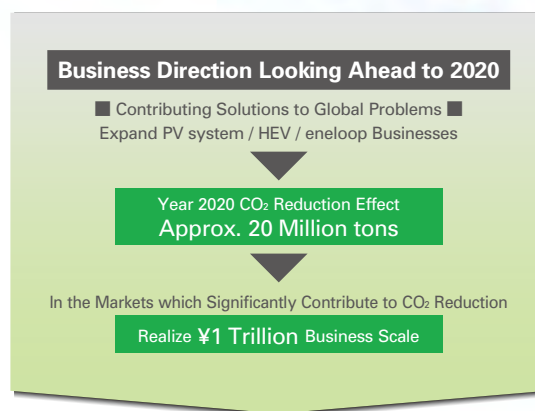 Business Direction Looking Ahead to 2020
■ Contributing Solutions to Global Problems ■
Expand PV system / HEV / eneloop Businesses
Year 2020 CO₂ Reduction Effect
Approx. 20 Million tons
In the Markets which Significantly Contribute to CO₂ Reduction
Realize ¥1 Trillion Business Scale